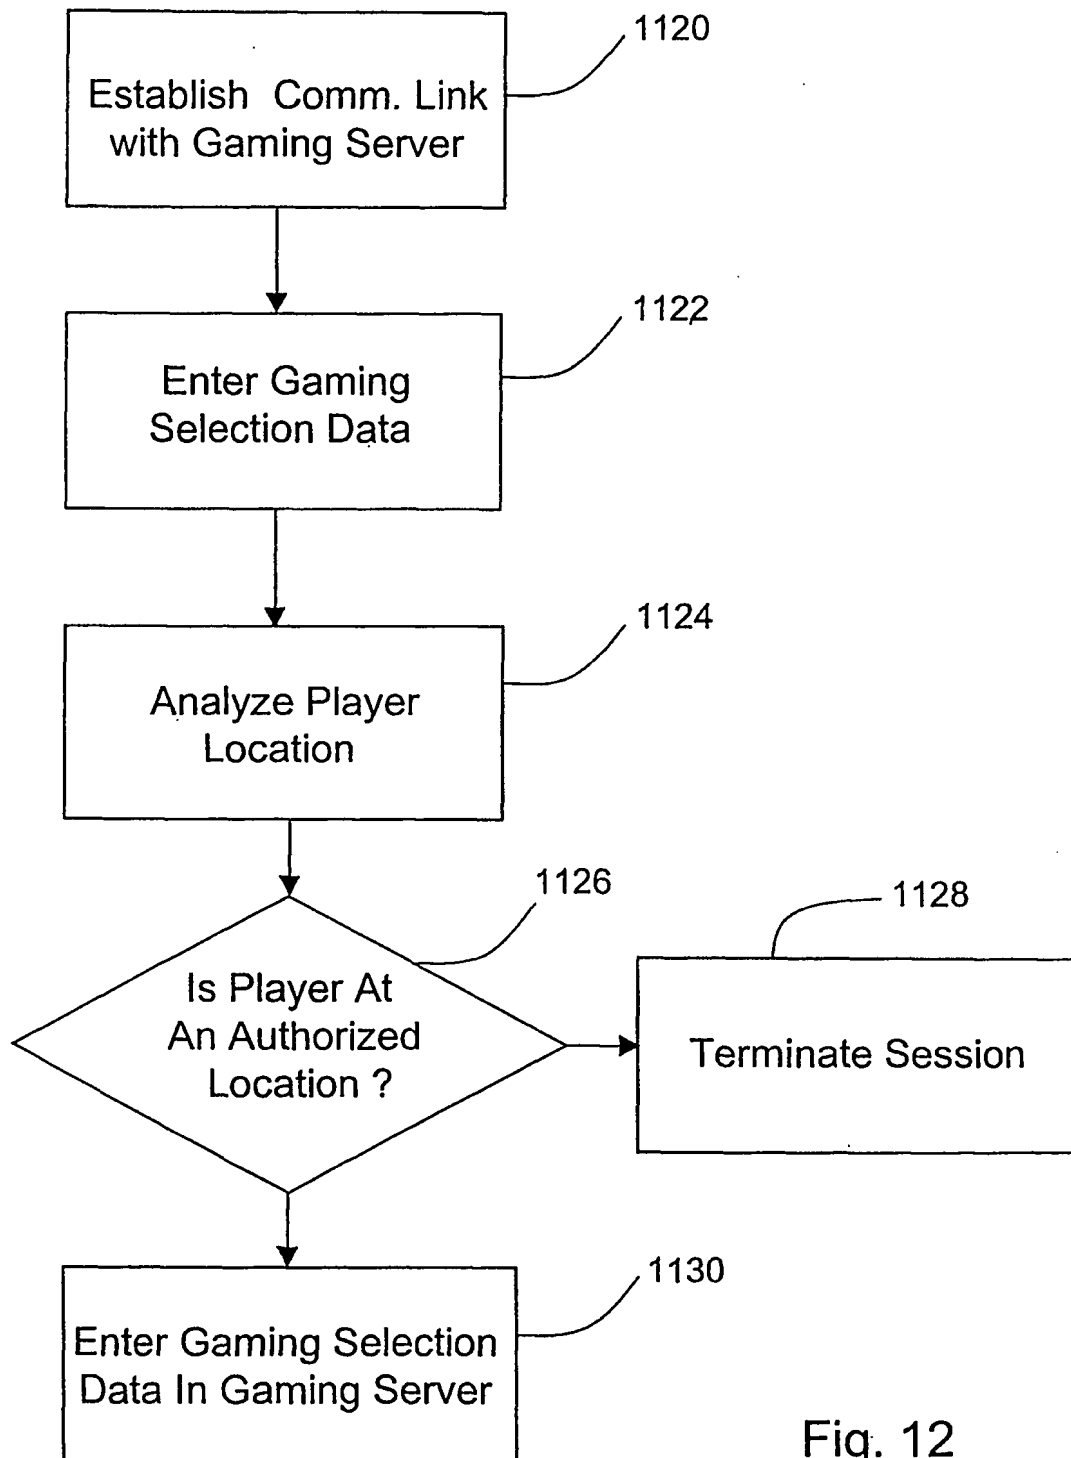 1120
Establish Comm. Link
with Gaming Server
1122
Enter Gaming
Selection Data
1124
Analyze Player
Location
1126
Is Player At
An Authorized
Location ?
1128
Terminate Session
1130
Enter Gaming Selection
Data In Gaming Server
Fig. 12